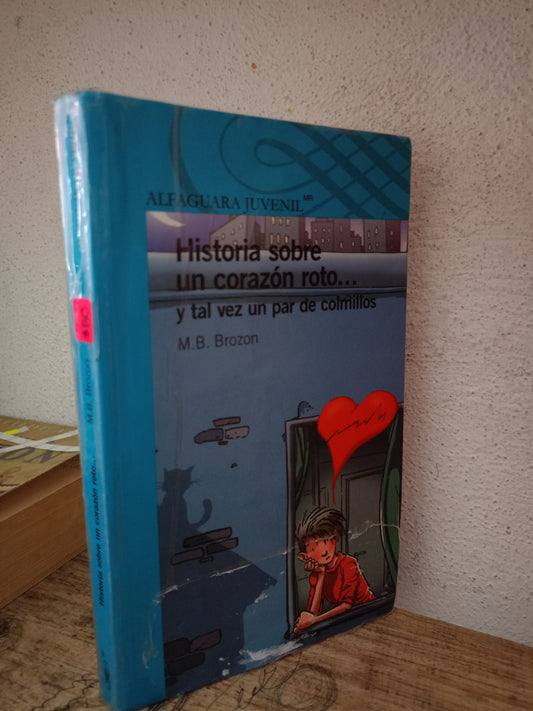 ALFAGUARA JUVENIL MR
Historia sobre
un corazón roto...
y tal vez un par de colmillos
M.B. Brozon
Historia sobre un corazón roto... M.B. Brozon